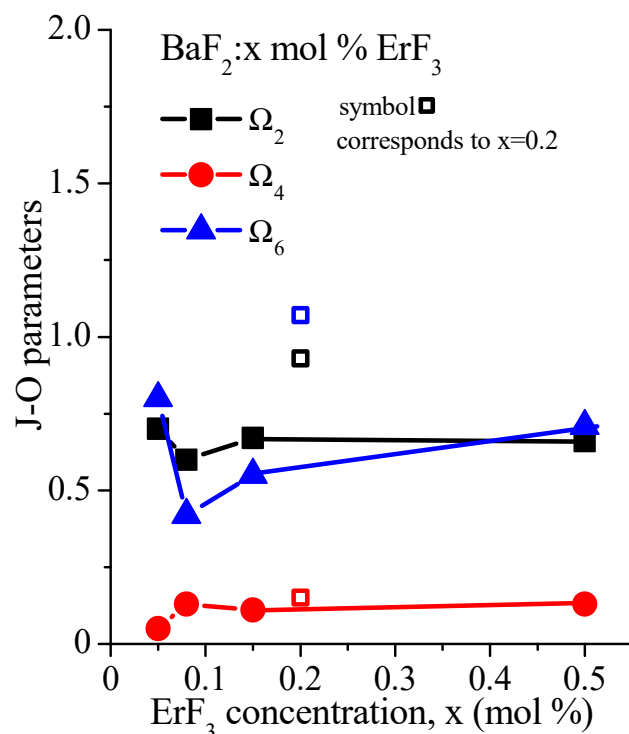 BaF₂:x mol % ErF₃
Ω₂
Ω₄
Ω₆
symbol
corresponds to x=0.2
J-O parameters
2.0
1.5
1.0
0.5
0
0 0.1 0.2 0.3 0.4 0.5
ErF₃ concentration, x (mol %)